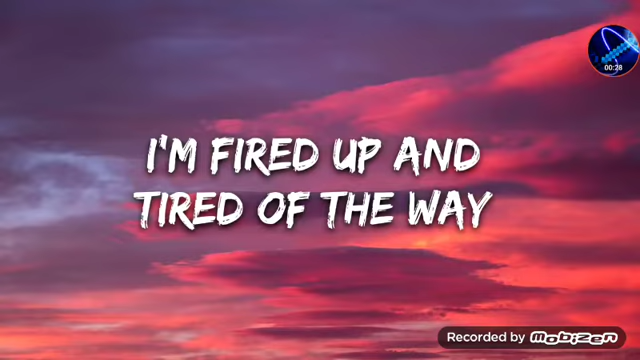 00:28
I'M FIRED UP AND
TIRED OF THE WAY
Recorded by Mobizen